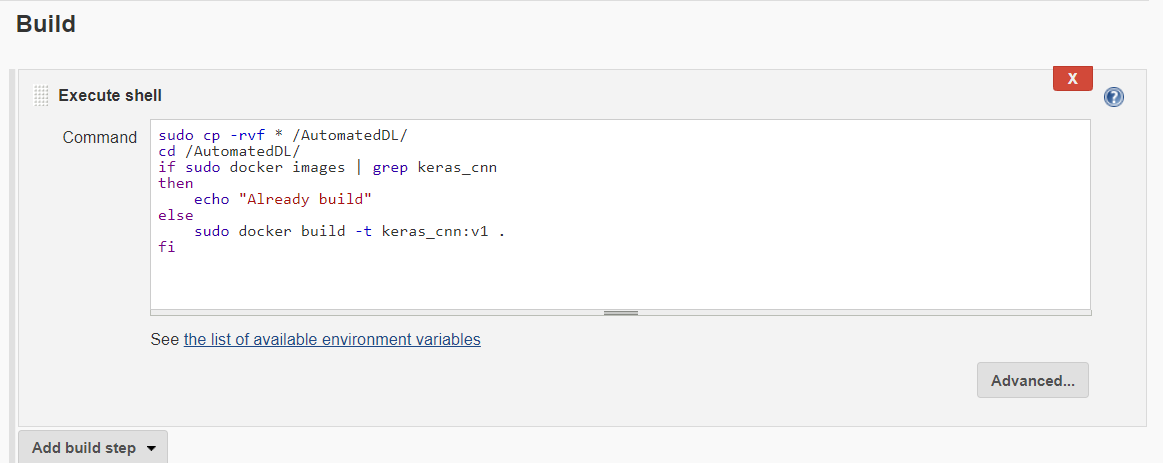 Build
X
Execute shell
?
Command
sudo cp -rvf * /AutomatedDL/
cd /AutomatedDL/
if sudo docker images | grep keras_cnn
then
    echo "Already build"
else
    sudo docker build -t keras_cnn:v1 .
fi
See the list of available environment variables
Advanced...
Add build step